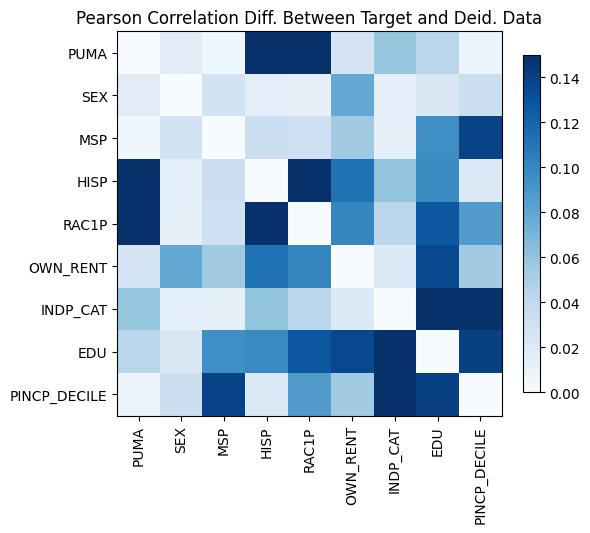 Pearson Correlation Diff. Between Target and Deid. Data
PUMA
SEX
MSP
HISP
RAC1P
OWN_RENT
INDP_CAT
EDU
PINCP_DECILE
PUMA
SEX
MSP
HISP
RAC1P
OWN_RENT
INDP_CAT
EDU
PINCP_DECILE
0.14
0.12
0.10
0.08
0.06
0.04
0.02
0.00